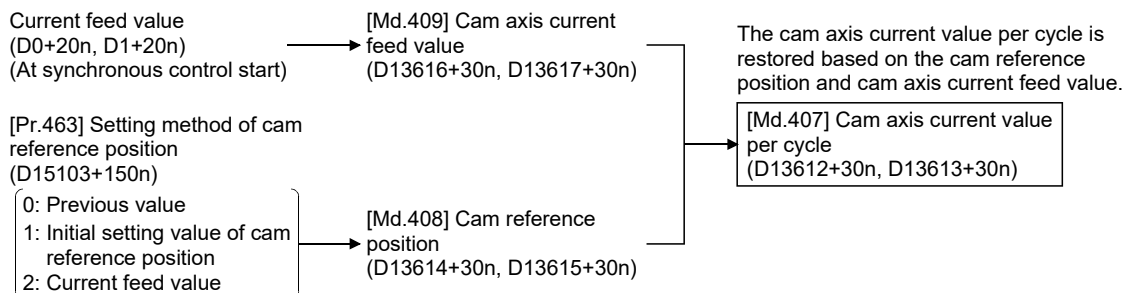 Current feed value
(D0+20n, D1+20n)
(At synchronous control start)
[Md.409] Cam axis current
feed value
(D13616+30n, D13617+30n)
The cam axis current value per cycle is
restored based on the cam reference
position and cam axis current feed value.
[Md.407] Cam axis current value
per cycle
(D13612+30n, D13613+30n)
[Pr.463] Setting method of cam
reference position
(D15103+150n)
0: Previous value
1: Initial setting value of cam
reference position
2: Current feed value
[Md.408] Cam reference
position
(D13614+30n, D13615+30n)